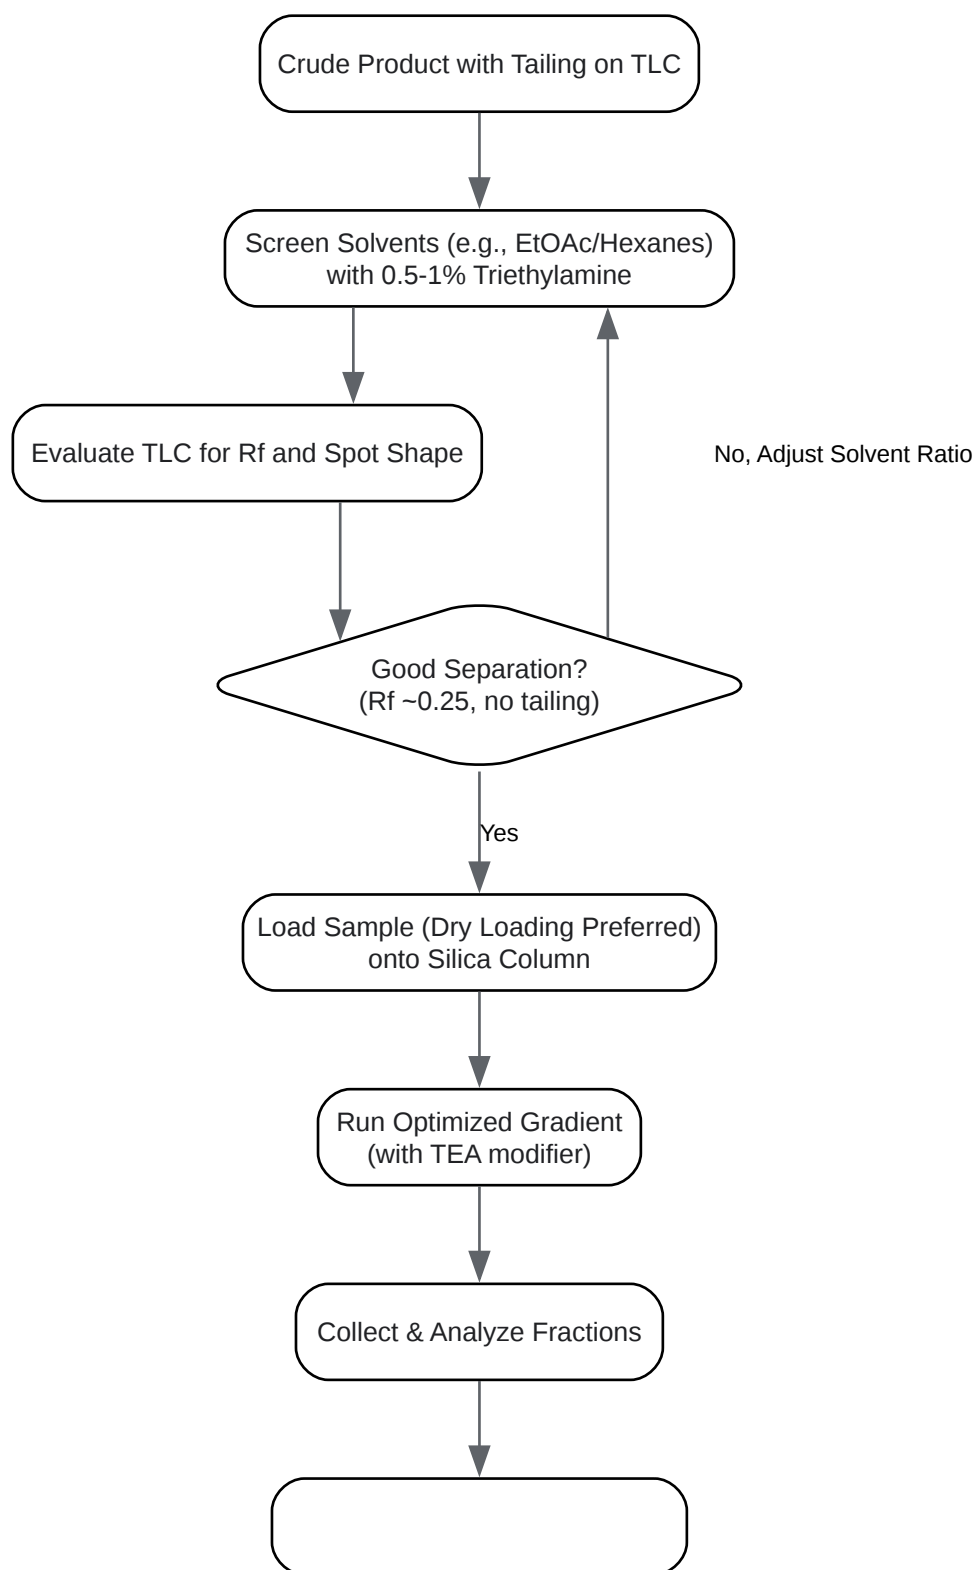 Crude Product with Tailing on TLC
Screen Solvents (e.g., EtOAc/Hexanes)
with 0.5-1% Triethylamine
Evaluate TLC for Rf and Spot Shape
No, Adjust Solvent Ratio
Good Separation?
(Rf ~0.25, no tailing)
Yes
Load Sample (Dry Loading Preferred)
onto Silica Column
Run Optimized Gradient
(with TEA modifier)
Collect & Analyze Fractions